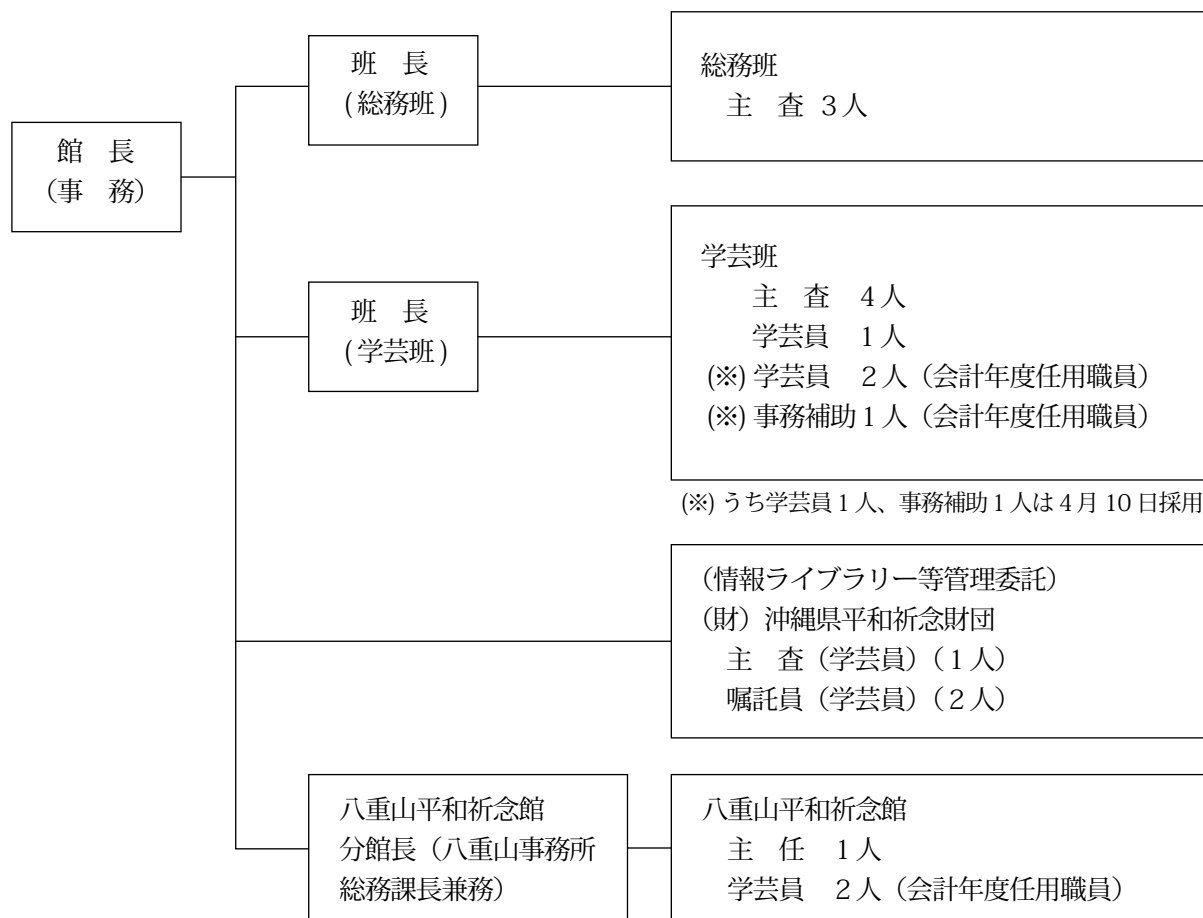 館　長
（事　務）
班　長
( 総務班 )
総務班
主　査 ３人
班　長
( 学芸班 )
学芸班
主　査　４人
学芸員　１人
(※) 学芸員　２人（会計年度任用職員）
(※) 事務補助１人（会計年度任用職員）
(※) うち学芸員１人、事務補助１人は４月 10 日採用
（情報ライブラリー等管理委託）
（財）沖縄県平和祈念財団
主　査（学芸員）（１人）
嘱託員（学芸員）（２人）
八重山平和祈念館
分館長（八重山事務所
総務課長兼務）
八重山平和祈念館
主　任　１人
学芸員　２人（会計年度任用職員）